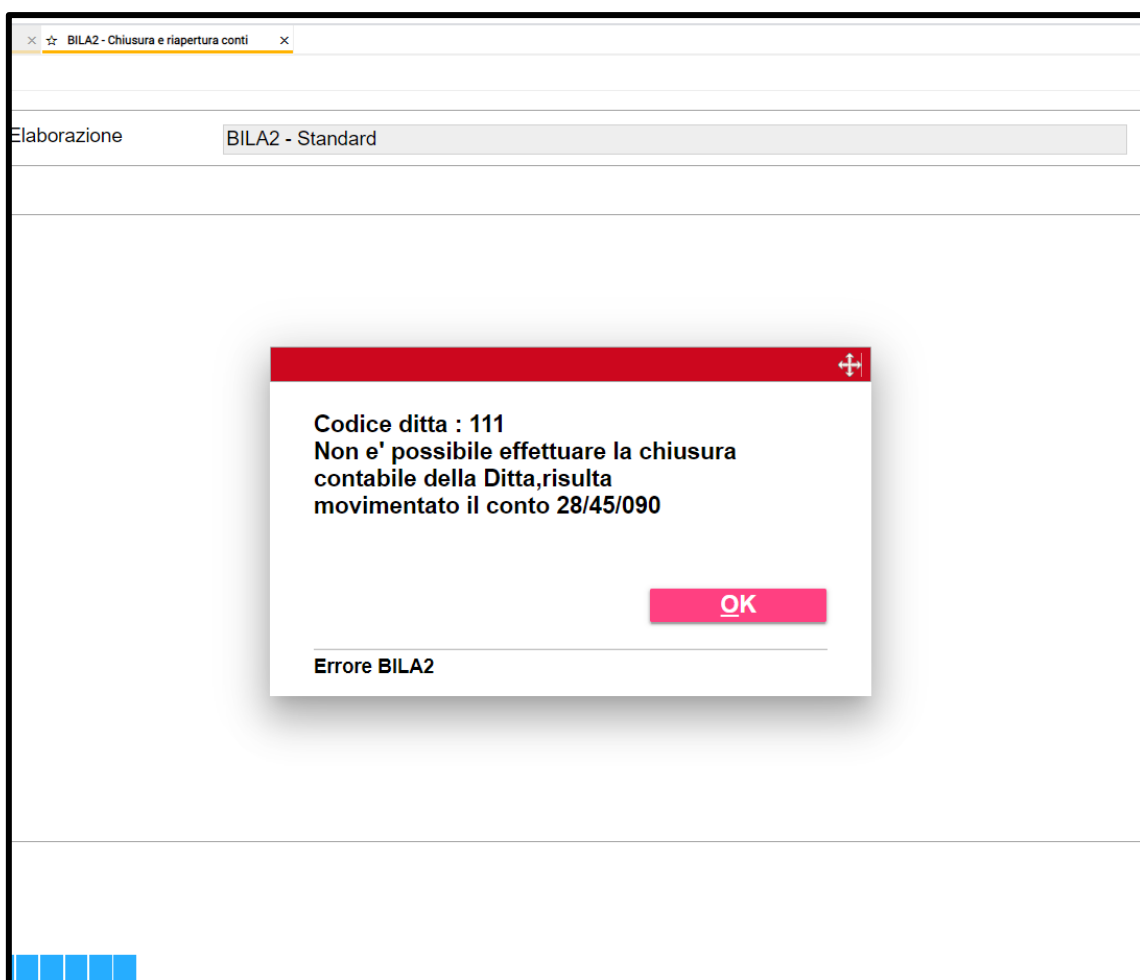 BILA2 - Chiusura e riapertura conti
Elaborazione
BILA2 - Standard
Codice ditta : 111
Non e' possibile effettuare la chiusura
contabile della Ditta,risulta
movimentato il conto 28/45/090
OK
Errore BILA2